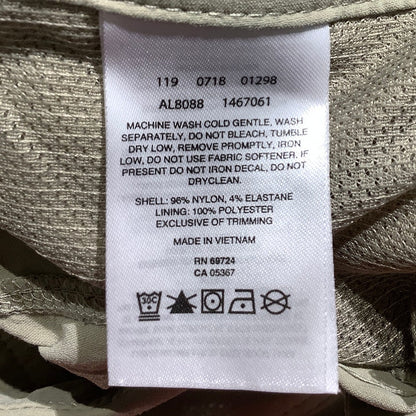 119 0718 01298
AL8088 1467061
MACHINE WASH COLD GENTLE, WASH
SEPARATELY, DO NOT BLEACH, TUMBLE
DRY LOW, REMOVE PROMPTLY, IRON
LOW, DO NOT USE FABRIC SOFTENER. IF
PRESENT DO NOT IRON DECAL, DO NOT
DRYCLEAN.
SHELL: 96% NYLON, 4% ELASTANE
LINING: 100% POLYESTER
EXCLUSIVE OF TRIMMING
MADE IN VIETNAM
RN 69724
CA 05367
30C